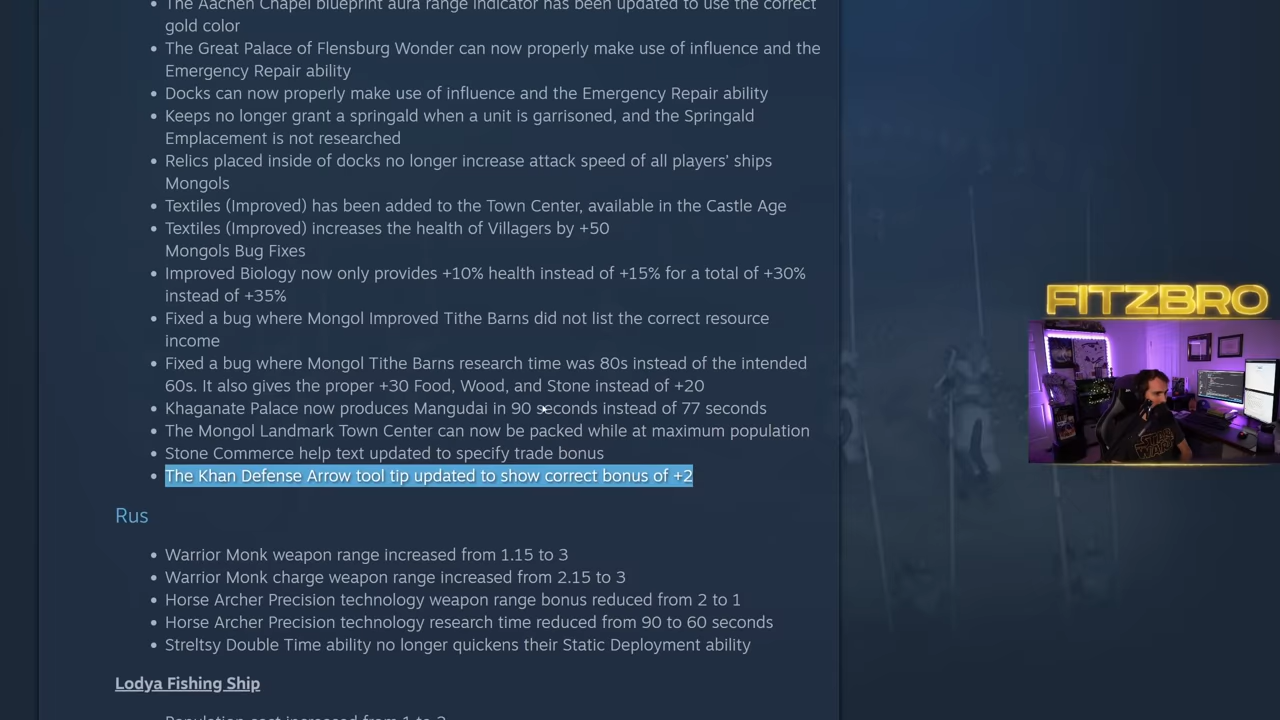 The Aachen Chapel blueprint aura range indicator has been updated to use the correct
gold color
The Great Palace of Flensburg Wonder can now properly make use of influence and the
Emergency Repair ability
Docks can now properly make use of influence and the Emergency Repair ability
Keeps no longer grant a springald when a unit is garrisoned, and the Springald
Emplacement is not researched
Relics placed inside of docks no longer increase attack speed of all players’ ships
Mongols
Textiles (Improved) has been added to the Town Center, available in the Castle Age
Textiles (Improved) increases the health of Villagers by +50
Mongols Bug Fixes
Improved Biology now only provides +10% health instead of +15% for a total of +30%
instead of +35%
Fixed a bug where Mongol Improved Tithe Barns did not list the correct resource
income
Fixed a bug where Mongol Tithe Barns research time was 80s instead of the intended
60s. It also gives the proper +30 Food, Wood, and Stone instead of +20
Khaganate Palace now produces Mangudai in 90 seconds instead of 77 seconds
The Mongol Landmark Town Center can now be packed while at maximum population
Stone Commerce help text updated to specify trade bonus
The Khan Defense Arrow tool tip updated to show correct bonus of +2
Rus
Warrior Monk weapon range increased from 1.15 to 3
Warrior Monk charge weapon range increased from 2.15 to 3
Horse Archer Precision technology weapon range bonus reduced from 2 to 1
Horse Archer Precision technology research time reduced from 90 to 60 seconds
Streltsy Double Time ability no longer quickens their Static Deployment ability
Lodya Fishing Ship
Population cost increased from 1 to 2
FITZBRO
STAR WARS